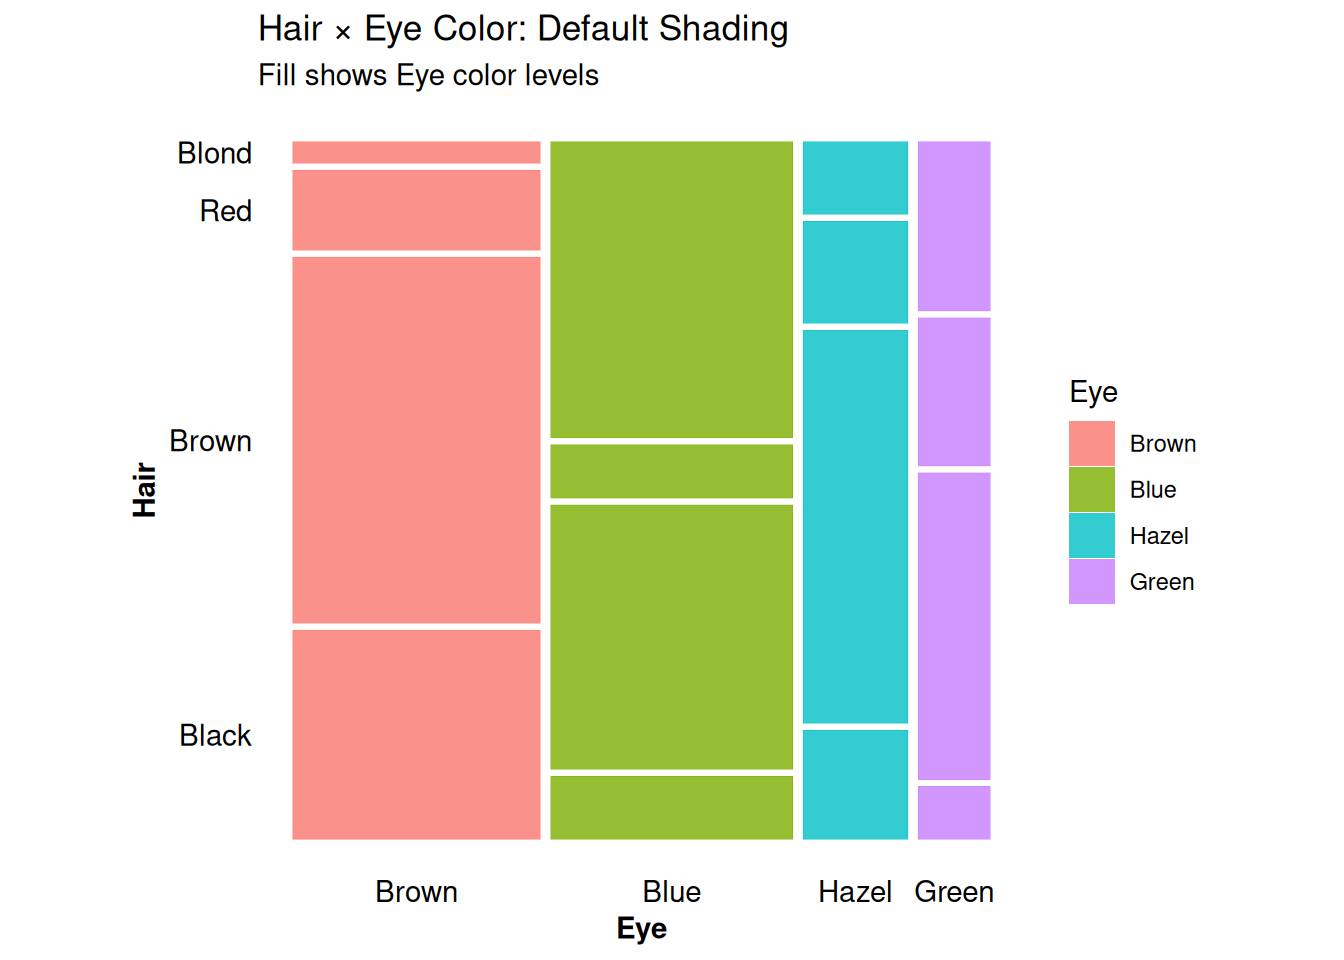 Hair × Eye Color: Default Shading
Fill shows Eye color levels
Blond
Red
Brown
Black
Hair
Brown
Blue
Hazel
Green
Eye
Eye
Brown
Blue
Hazel
Green